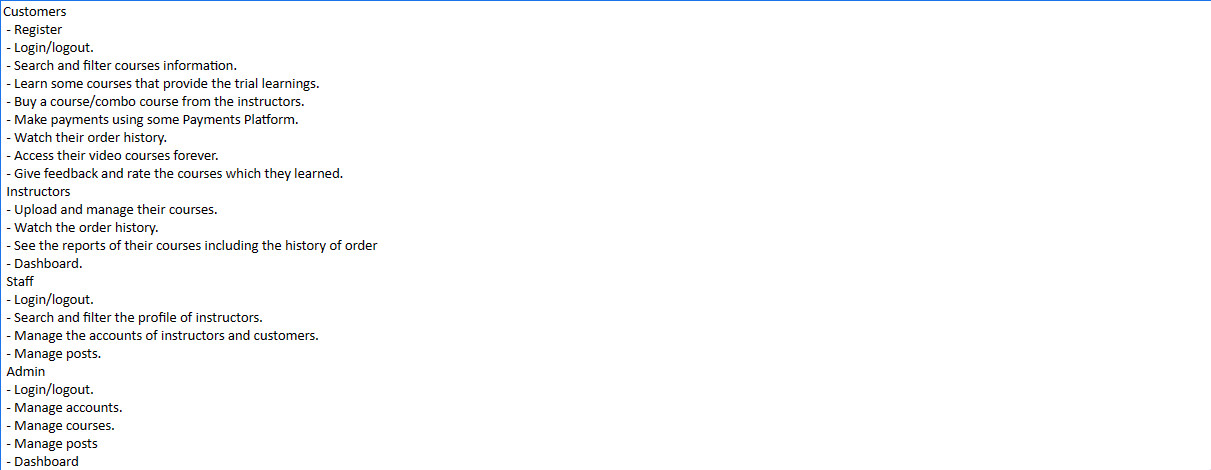 Customers
- Register
- Login/logout.
- Search and filter courses information.
- Learn some courses that provide the trial learnings.
- Buy a course/combo course from the instructors.
- Make payments using some Payments Platform.
- Watch their order history.
- Access their video courses forever.
- Give feedback and rate the courses which they learned.
Instructors
- Upload and manage their courses.
- Watch the order history.
- See the reports of their courses including the history of order
- Dashboard.
Staff
- Login/logout.
- Search and filter the profile of instructors.
- Manage the accounts of instructors and customers.
- Manage posts.
Admin
- Login/logout.
- Manage accounts.
- Manage courses.
- Manage posts
- Dashboard